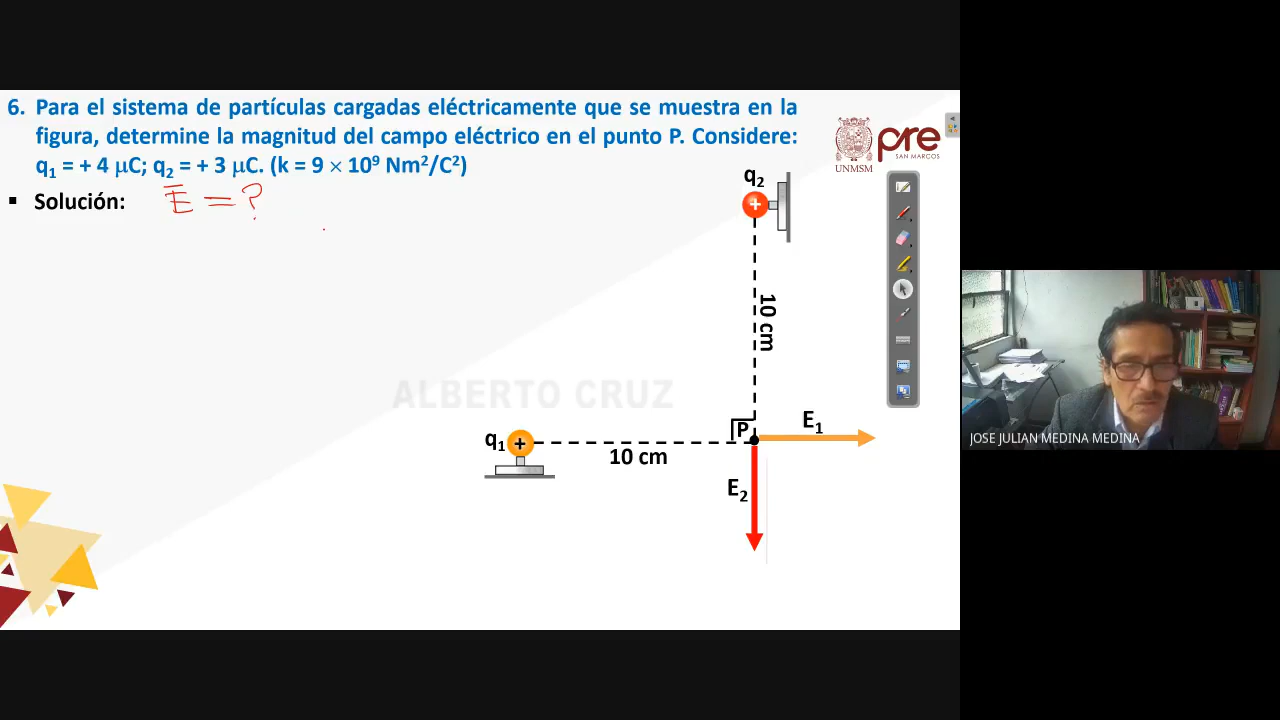 6. Para el sistema de partículas cargadas eléctricamente que se muestra en la
figura, determine la magnitud del campo eléctrico en el punto P. Considere:
q₁ = + 4 μC; q₂ = + 3 μC. (k = 9 × 10⁹ Nm²/C²)
▪ Solución: E̅ = ?
UNMSM
pre
SAN MARCOS
q₂
+
10 cm
ALBERTO CRUZ
q₁
+
10 cm
P
E₁
E₂
JOSE JULIAN MEDINA MEDINA